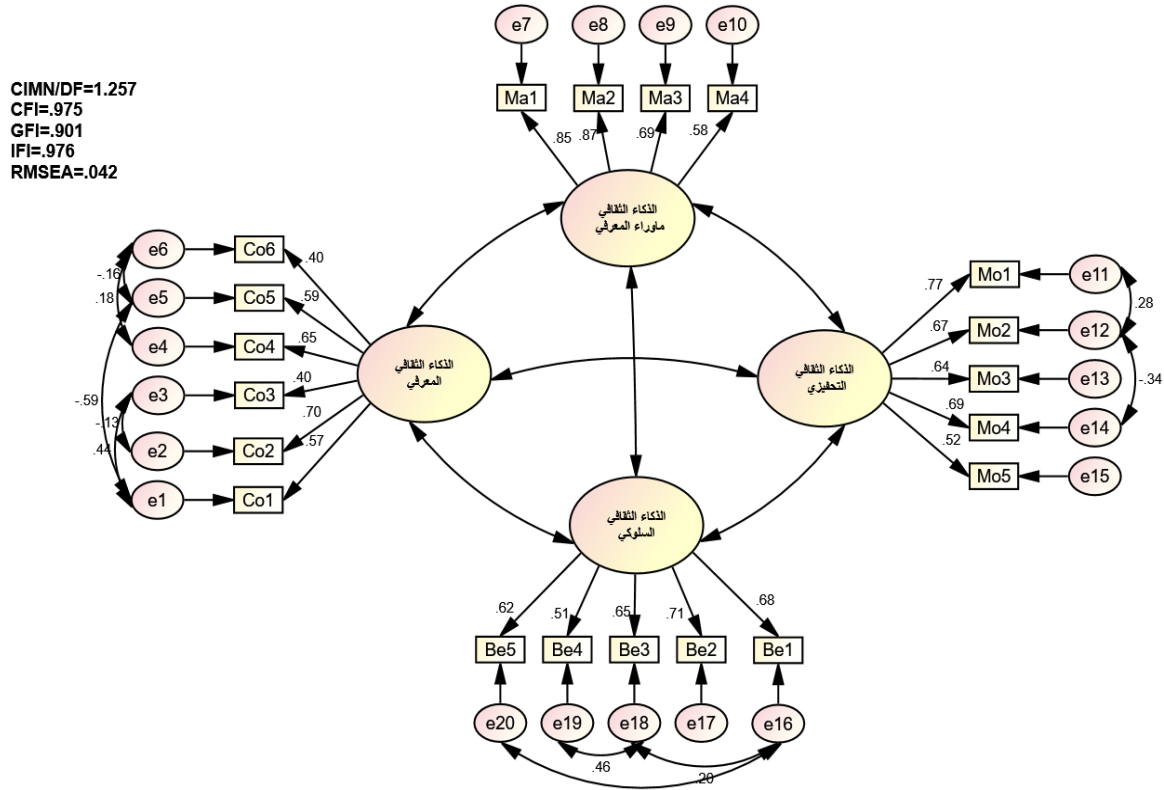 e7 e8 e9 e10
CIMN/DF=1.257
CFI=.975
GFI=.901
IFI=.976
RMSEA=.042
Ma1 Ma2 Ma3 Ma4
.85 .87 .69 .58
الذكاء الثقافي
ماوراء المعرفي
e6 Co6 .40
-.16
.18
e5 Co5 .59
e4 Co4 .65
e3 Co3 .40
-.59
-.13
.44
e2 Co2 .70
e1 Co1 .57
الذكاء الثقافي
المعرفي
الذكاء الثقافي
التحفيزي
.77 Mo1 e11
.28
.67 Mo2 e12
.64 Mo3 e13
-.34
.69 Mo4 e14
.52 Mo5 e15
الذكاء الثقافي
السلوكي
.62 .51 .65 .71 .68
Be5 Be4 Be3 Be2 Be1
e20 e19 e18 e17 e16
.46
.20